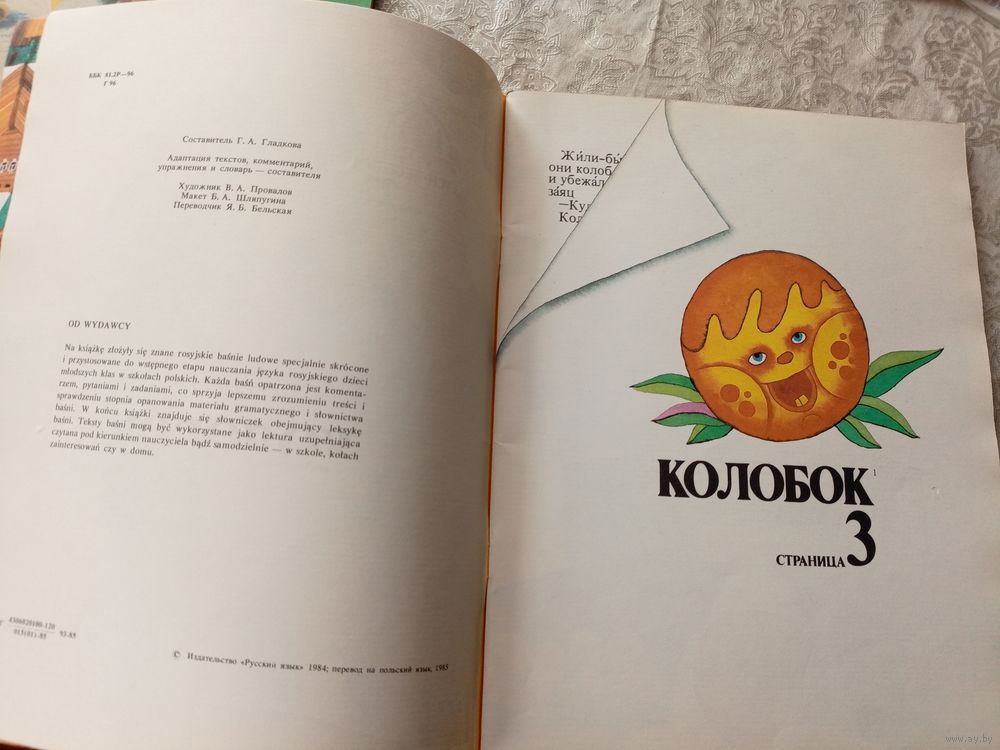 ББК 81.2Р—96
Г 96
Составитель Г. А. Гладкова
Адаптация текстов, комментарий,
упражнения и словарь — составителя
Художник В. А. Провалов
Макет Б. А. Шляпугина
Переводчик Я. Б. Бельская
OD WYDAWCY
Na książkę złożyły się znane rosyjskie baśnie ludowe specjalnie skrócone
i przystosowane do wstępnego etapu nauczania języka rosyjskiego dzieci
młodszych klas w szkołach polskich. Każda baśń opatrzona jest komenta-
rzem, pytaniami i zadaniami, co sprzyja lepszemu zrozumieniu treści i
sprawdzeniu stopnia opanowania materiału gramatycznego i słownictwa
baśni. W końcu książki znajduje się słowniczek obejmujący leksykę
baśni. Teksty baśni mogą być wykorzystane jako lektura uzupełniająca
czytana pod kierunkiem nauczyciela bądź samodzielnie — w szkole, kołach
zainteresowań czy w domu.
Г 4306020100-120
015(01)-85 93-85
© Издательство «Русский язык» 1984; перевод на польский язык, 1985
Жи́ли-бы́
они колоб
и убежа́л
за́яц
—Куд
Кол
КОЛОБОК 1
СТРАНИЦА 3
www.ay.by